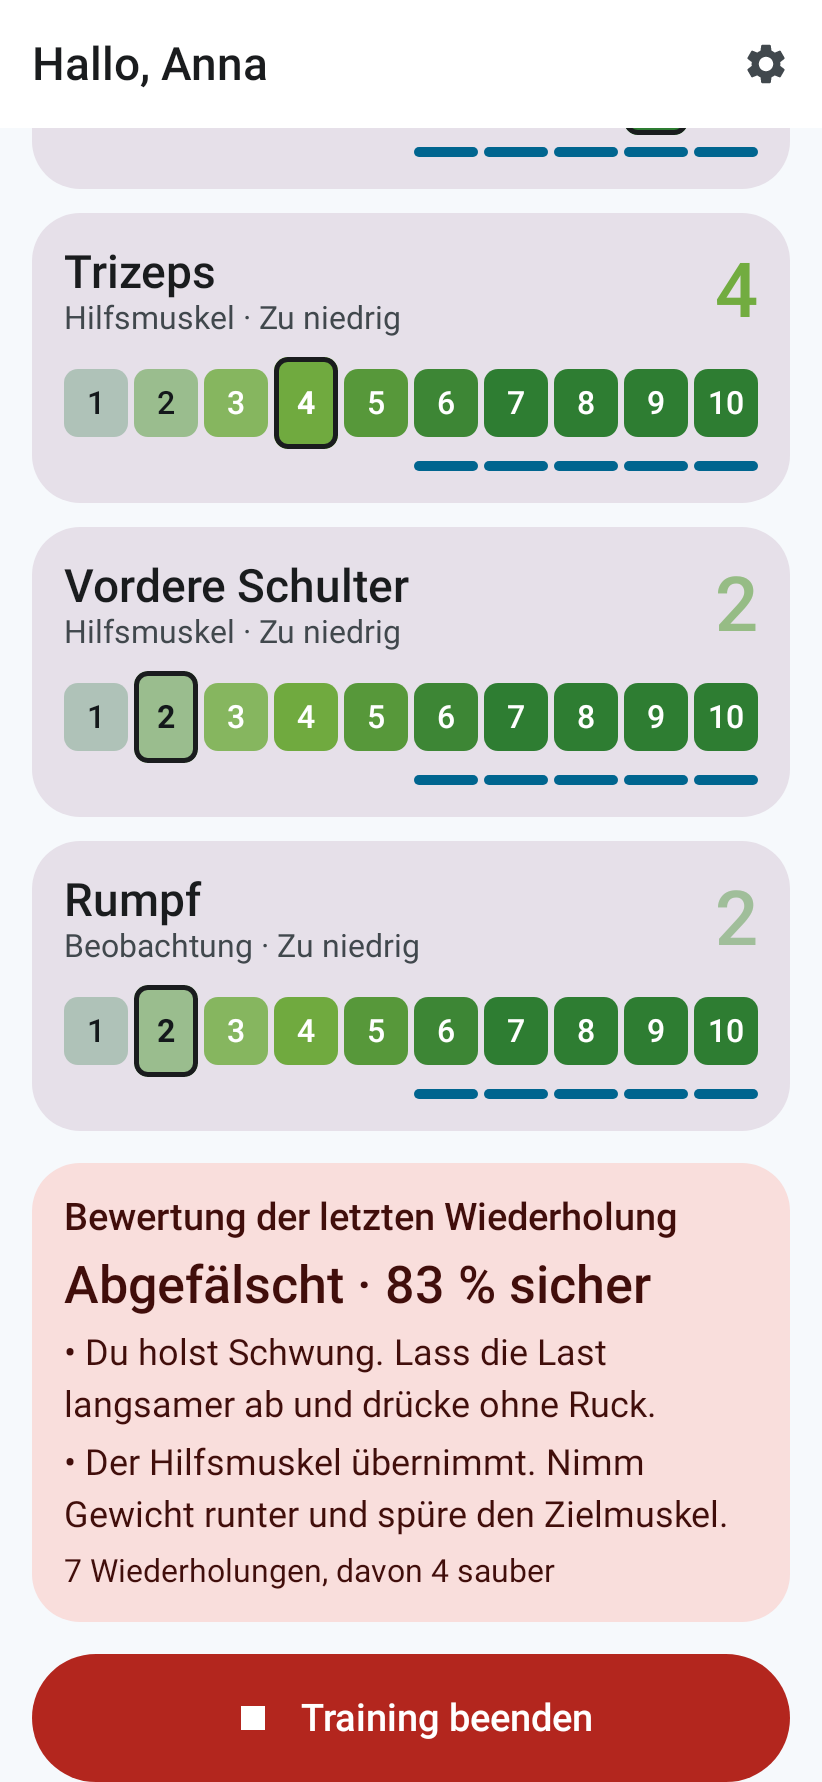 Hallo, Anna
Trizeps
4
Hilfsmuskel · Zu niedrig
1 2 3 4 5 6 7 8 9 10
Vordere Schulter
2
Hilfsmuskel · Zu niedrig
1 2 3 4 5 6 7 8 9 10
Rumpf
2
Beobachtung · Zu niedrig
1 2 3 4 5 6 7 8 9 10
Bewertung der letzten Wiederholung
Abgefälscht · 83 % sicher
• Du holst Schwung. Lass die Last
langsamer ab und drücke ohne Ruck.
• Der Hilfsmuskel übernimmt. Nimm
Gewicht runter und spüre den Zielmuskel.
7 Wiederholungen, davon 4 sauber
Training beenden